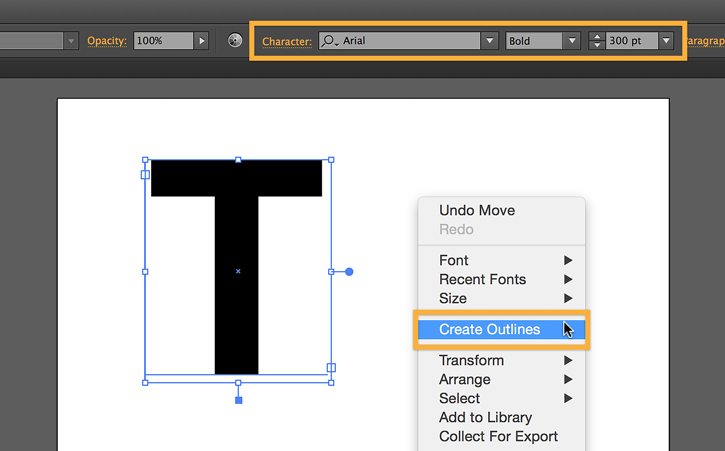 Opacity: 100% Character: Arial Bold 300 pt aragrap
T
Undo Move
Redo
Font
Recent Fonts
Size
Create Outlines
Transform
Arrange
Select
Add to Library
Collect For Export